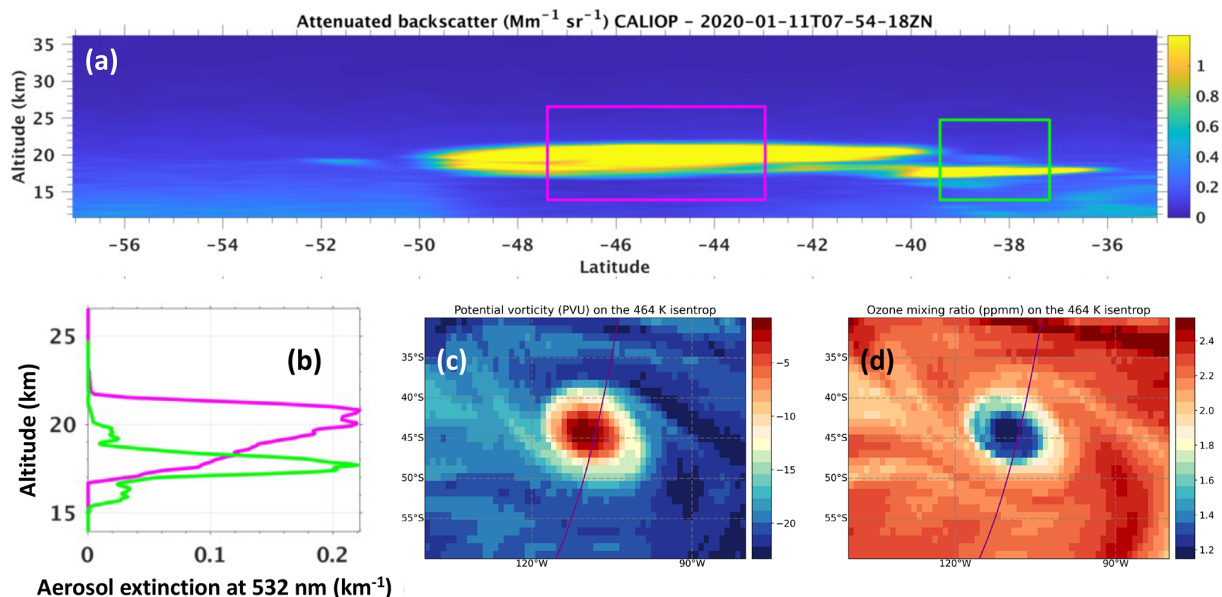 Attenuated backscatter (Mm⁻¹ sr⁻¹) CALIOP – 2020-01-11T07-54-18ZN
(a)
Altitude (km)
35
30
25
20
15
−56 −54 −52 −50 −48 −46 −44 −42 −40 −38 −36
Latitude
1
0.8
0.6
0.4
0.2
0
(b)
Altitude (km)
25
20
15
0 0.1 0.2
Aerosol extinction at 532 nm (km⁻¹)
Potential vorticity (PVU) on the 464 K isentrop
(c)
35°S
40°S
45°S
50°S
55°S
120°W 90°W
−5
−10
−15
−20
Ozone mixing ratio (ppmm) on the 464 K isentrop
(d)
35°S
40°S
45°S
50°S
55°S
120°W 90°W
2.4
2.2
2.0
1.8
1.6
1.4
1.2